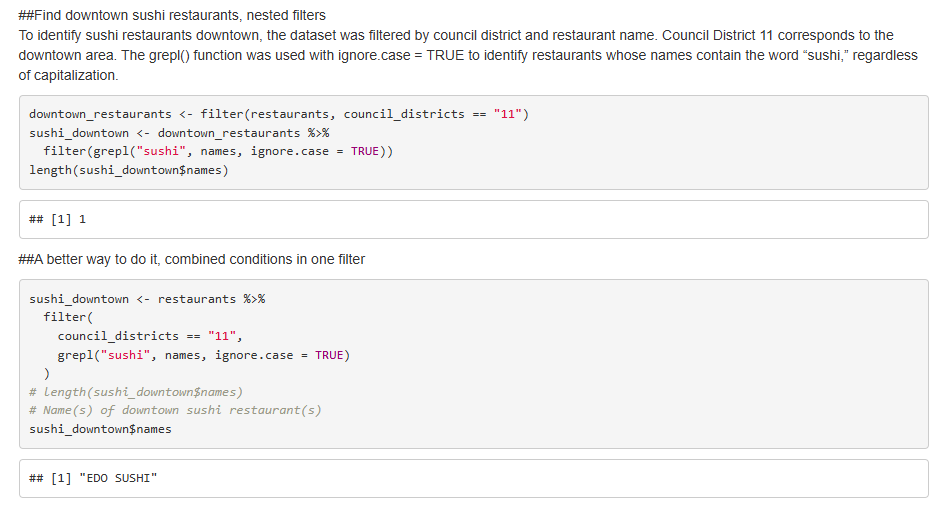 ##Find downtown sushi restaurants, nested filters
To identify sushi restaurants downtown, the dataset was filtered by council district and restaurant name. Council District 11 corresponds to the
downtown area. The grepl() function was used with ignore.case = TRUE to identify restaurants whose names contain the word “sushi,” regardless
of capitalization.
downtown_restaurants <- filter(restaurants, council_districts == "11")
sushi_downtown <- downtown_restaurants %>%
  filter(grepl("sushi", names, ignore.case = TRUE))
length(sushi_downtown$names)
## [1] 1
##A better way to do it, combined conditions in one filter
sushi_downtown <- restaurants %>%
  filter(
    council_districts == "11",
    grepl("sushi", names, ignore.case = TRUE)
  )
# length(sushi_downtown$names)
# Name(s) of downtown sushi restaurant(s)
sushi_downtown$names
## [1] "EDO SUSHI"